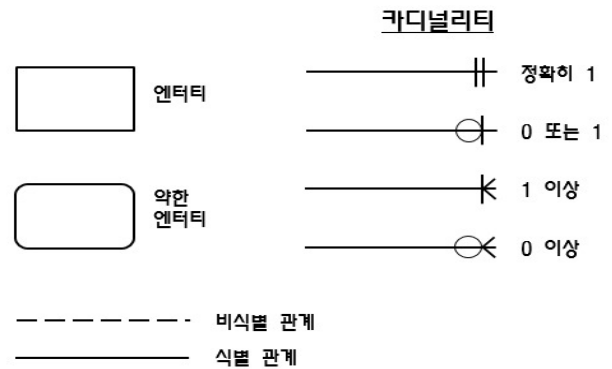 카디널리티
엔터티
정확히 1
0 또는 1
약한
엔터티
1 이상
0 이상
비식별 관계
식별 관계